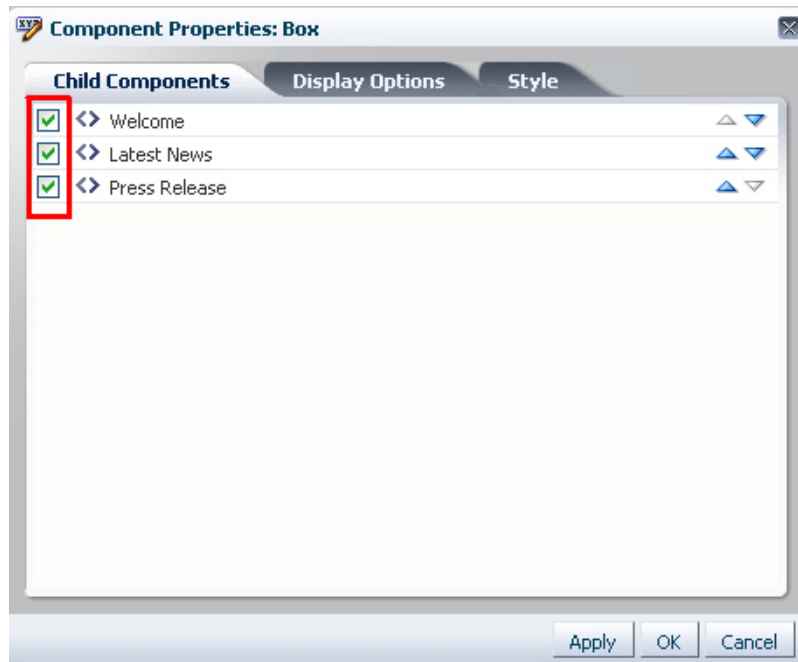 Component Properties: Box
Child Components Display Options Style
Welcome
Latest News
Press Release
Apply OK Cancel